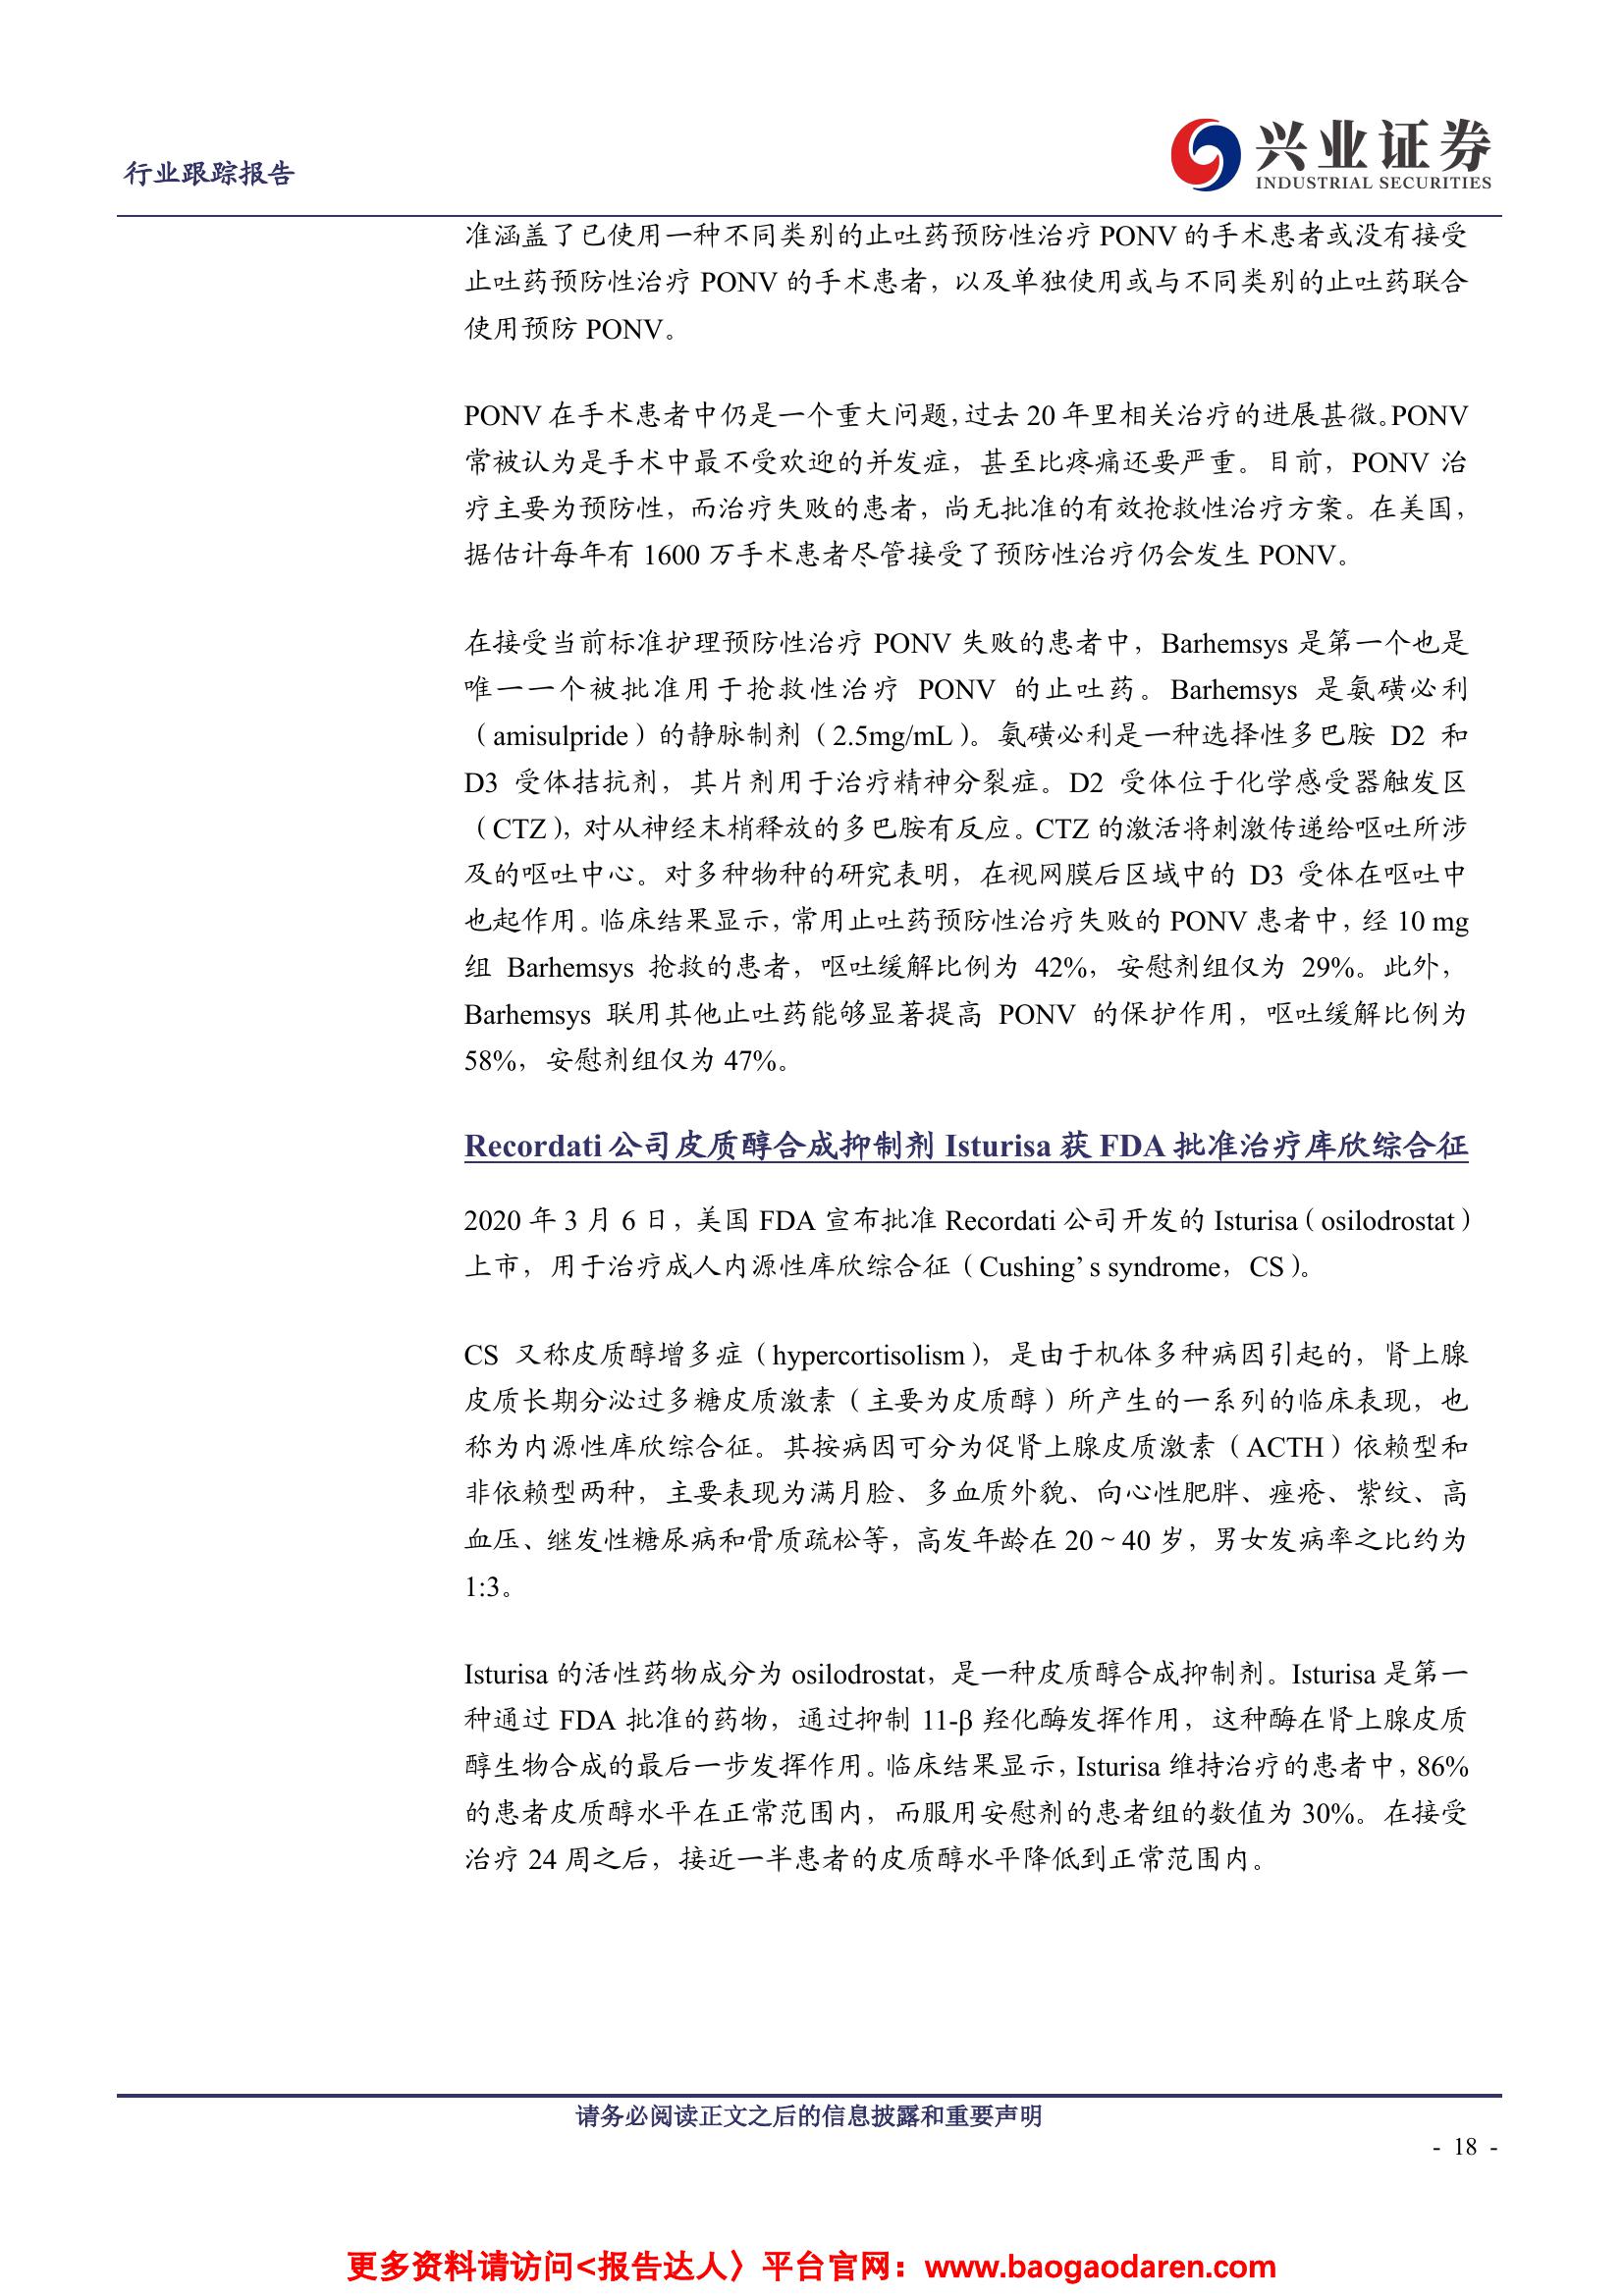 行业跟踪报告
兴业证券
INDUSTRIAL SECURITIES
准涵盖了已使用一种不同类别的止吐药预防性治疗 PONV 的手术患者或没有接受
止吐药预防性治疗 PONV 的手术患者，以及单独使用或与不同类别的止吐药联合
使用预防 PONV。
PONV 在手术患者中仍是一个重大问题，过去 20 年里相关治疗的进展甚微。PONV
常被认为是手术中最不受欢迎的并发症，甚至比疼痛还要严重。目前，PONV 治
疗主要为预防性，而治疗失败的患者，尚无批准的有效抢救性治疗方案。在美国，
据估计每年有 1600 万手术患者尽管接受了预防性治疗仍会发生 PONV。
在接受当前标准护理预防性治疗 PONV 失败的患者中，Barhemsys 是第一个也是
唯一一个被批准用于抢救性治疗 PONV 的止吐药。Barhemsys 是氨磺必利
（amisulpride）的静脉制剂（2.5mg/mL）。氨磺必利是一种选择性多巴胺 D2 和
D3 受体拮抗剂，其片剂用于治疗精神分裂症。D2 受体位于化学感受器触发区
（CTZ），对从神经末梢释放的多巴胺有反应。CTZ 的激活将刺激传递给呕吐所涉
及的呕吐中心。对多种物种的研究表明，在视网膜后区域中的 D3 受体在呕吐中
也起作用。临床结果显示，常用止吐药预防性治疗失败的 PONV 患者中，经 10 mg
组 Barhemsys 抢救的患者，呕吐缓解比例为 42%，安慰剂组仅为 29%。此外，
Barhemsys 联用其他止吐药能够显著提高 PONV 的保护作用，呕吐缓解比例为
58%，安慰剂组仅为 47%。
Recordati 公司皮质醇合成抑制剂 Isturisa 获 FDA 批准治疗库欣综合征
2020 年 3 月 6 日，美国 FDA 宣布批准 Recordati 公司开发的 Isturisa（osilodrostat）
上市，用于治疗成人内源性库欣综合征（Cushing’ s syndrome，CS）。
CS 又称皮质醇增多症（hypercortisolism），是由于机体多种病因引起的，肾上腺
皮质长期分泌过多糖皮质激素（主要为皮质醇）所产生的一系列的临床表现，也
称为内源性库欣综合征。其按病因可分为促肾上腺皮质激素（ACTH）依赖型和
非依赖型两种，主要表现为满月脸、多血质外貌、向心性肥胖、痤疮、紫纹、高
血压、继发性糖尿病和骨质疏松等，高发年龄在 20～40 岁，男女发病率之比约为
1:3。
Isturisa 的活性药物成分为 osilodrostat，是一种皮质醇合成抑制剂。Isturisa 是第一
种通过 FDA 批准的药物，通过抑制 11-β 羟化酶发挥作用，这种酶在肾上腺皮质
醇生物合成的最后一步发挥作用。临床结果显示，Isturisa 维持治疗的患者中，86%
的患者皮质醇水平在正常范围内，而服用安慰剂的患者组的数值为 30%。在接受
治疗 24 周之后，接近一半患者的皮质醇水平降低到正常范围内。
请务必阅读正文之后的信息披露和重要声明
- 18 -
更多资料请访问<报告达人〉平台官网：www.baogaodaren.com